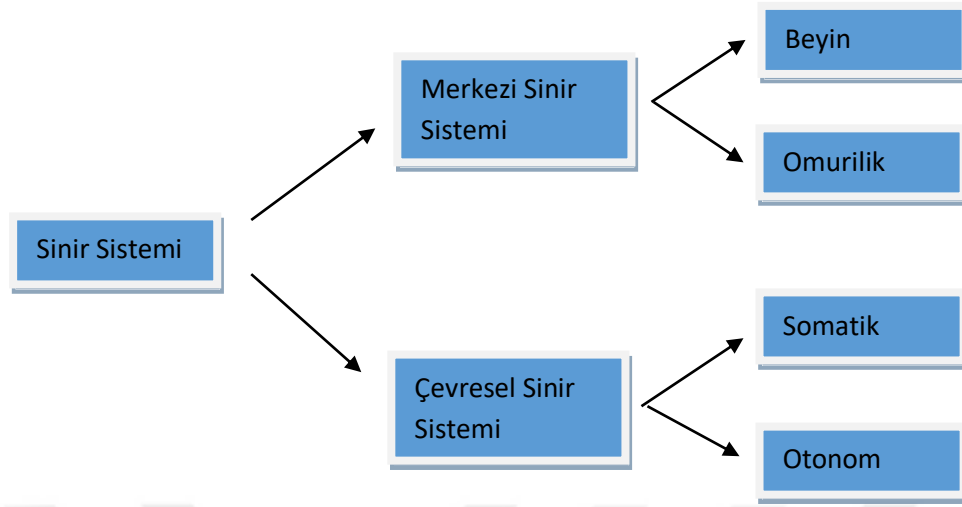 Sinir Sistemi
Merkezi Sinir
Sistemi
Beyin
Omurilik
Çevresel Sinir
Sistemi
Somatik
Otonom